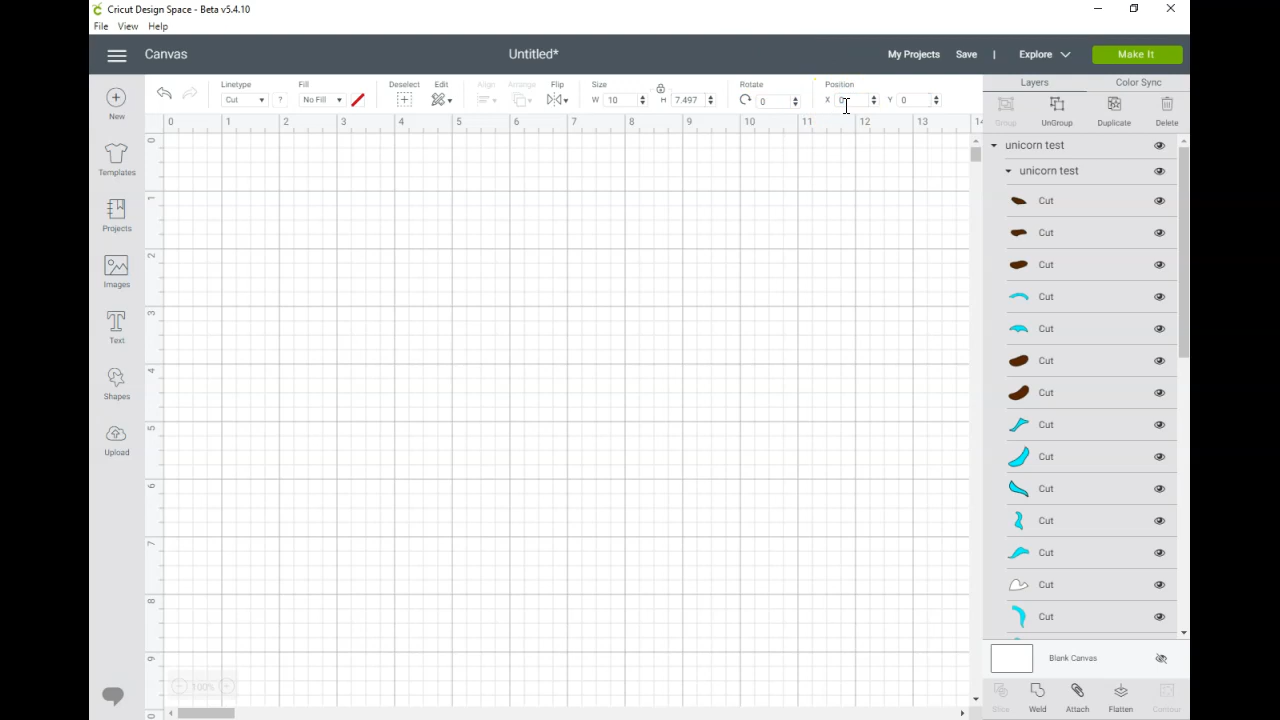 Cricut Design Space - Beta v5.4.10
File View Help
Canvas Untitled* My Projects Save | Explore Make It
Linetype Fill Deselect Edit Align Arrange Flip Size Rotate Position
Cut ? No Fill W 10 H 7.497 0 X 0 Y 0
Layers Color Sync
Group UnGroup Duplicate Delete
0 1 2 3 4 5 6 7 8 9 10 11 12 13 14
0 1 2 3 4 5 6 7 8 9
New
Templates
Projects
Images
Text
Shapes
Upload
100%
unicorn test
unicorn test
Cut
Cut
Cut
Cut
Cut
Cut
Cut
Cut
Cut
Cut
Cut
Cut
Cut
Cut
Blank Canvas
Slice Weld Attach Flatten Contour